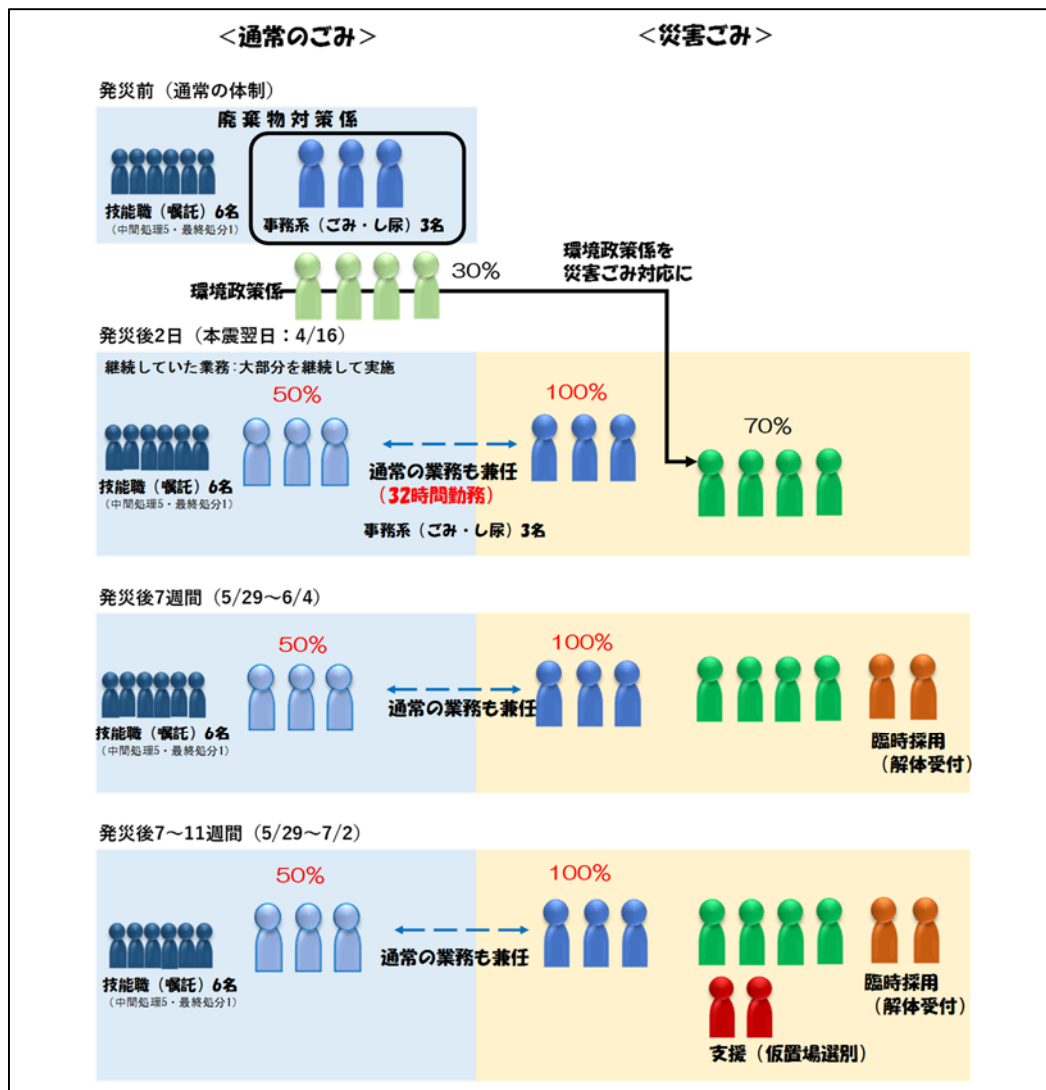 ＜通常のごみ＞
＜災害ごみ＞
発災前（通常の体制）
廃棄物対策係
技能職（嘱託）6名
（中間処理5・最終処分1）
事務系（ごみ・し尿）3名
環境政策係
30%
環境政策係を
災害ごみ対応に
発災後2日（本震翌日：4/16）
継続していた業務：大部分を継続して実施
50%
100%
70%
技能職（嘱託）6名
（中間処理5・最終処分1）
通常の業務も兼任
（32時間勤務）
事務系（ごみ・し尿）3名
発災後7週間（5/29～6/4）
50%
100%
技能職（嘱託）6名
（中間処理5・最終処分1）
通常の業務も兼任
臨時採用
（解体受付）
発災後7～11週間（5/29～7/2）
50%
100%
技能職（嘱託）6名
（中間処理5・最終処分1）
通常の業務も兼任
臨時採用
（解体受付）
支援（仮置場選別）